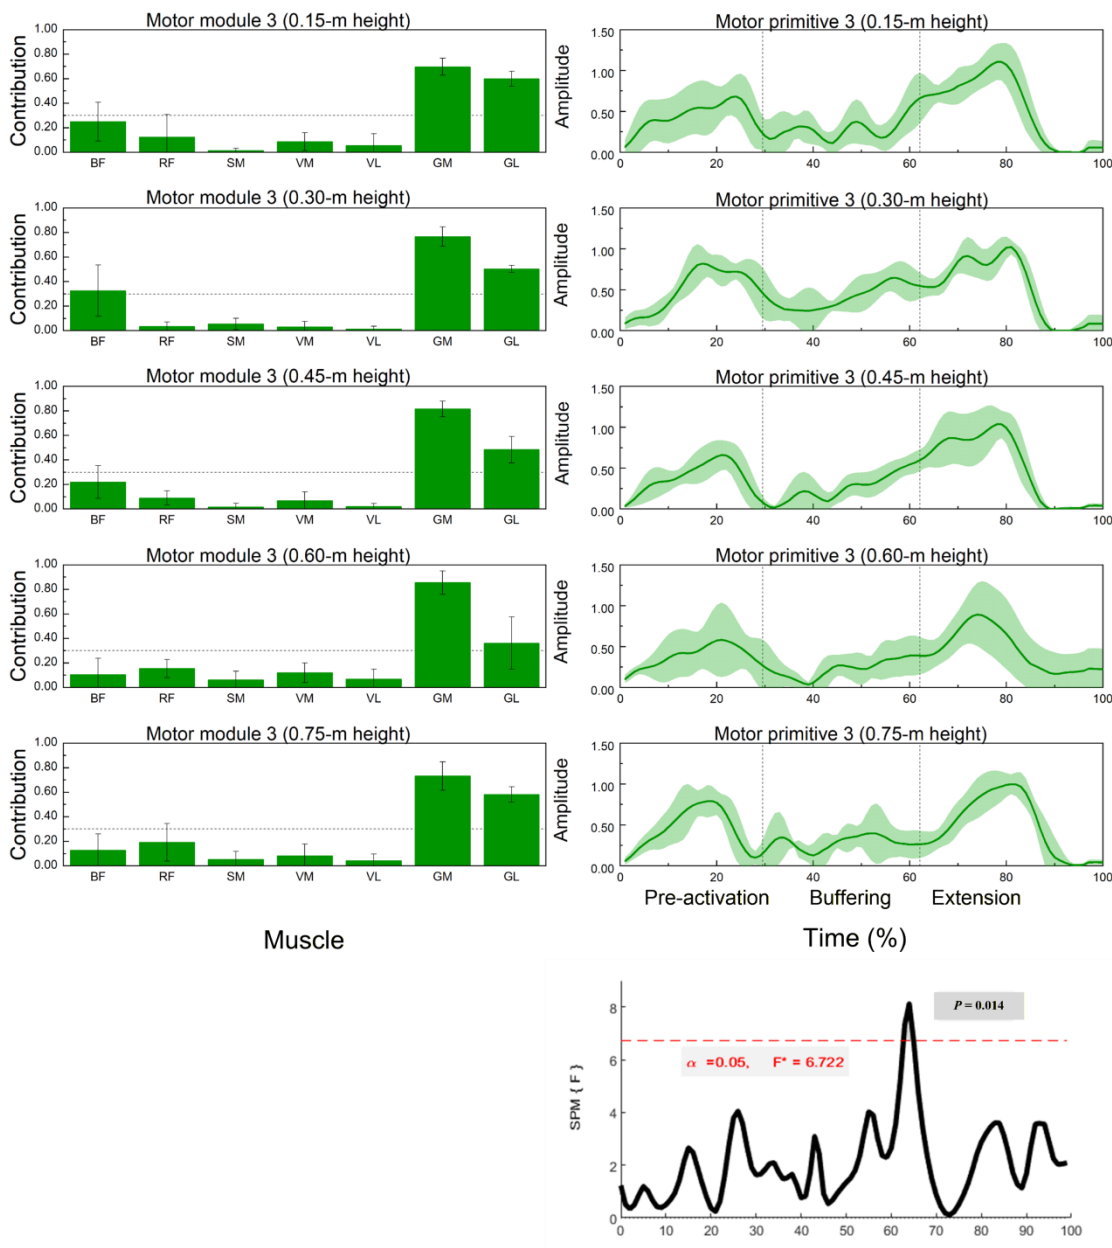 Motor module 3 (0.15-m height)
Contribution
1.00
0.80
0.60
0.40
0.20
0.00
BF RF SM VM VL GM GL
Motor primitive 3 (0.15-m height)
Amplitude
1.50
1.00
0.50
0.00
0 20 40 60 80 100
Motor module 3 (0.30-m height)
Contribution
1.00
0.80
0.60
0.40
0.20
0.00
BF RF SM VM VL GM GL
Motor primitive 3 (0.30-m height)
Amplitude
1.50
1.00
0.50
0.00
0 20 40 60 80 100
Motor module 3 (0.45-m height)
Contribution
1.00
0.80
0.60
0.40
0.20
0.00
BF RF SM VM VL GM GL
Motor primitive 3 (0.45-m height)
Amplitude
1.50
1.00
0.50
0.00
0 20 40 60 80 100
Motor module 3 (0.60-m height)
Contribution
1.00
0.80
0.60
0.40
0.20
0.00
BF RF SM VM VL GM GL
Motor primitive 3 (0.60-m height)
Amplitude
1.50
1.00
0.50
0.00
0 20 40 60 80 100
Motor module 3 (0.75-m height)
Contribution
1.00
0.80
0.60
0.40
0.20
0.00
BF RF SM VM VL GM GL
Muscle
Motor primitive 3 (0.75-m height)
Amplitude
1.50
1.00
0.50
0.00
0 20 40 60 80 100
Pre-activation Buffering Extension
Time (%)
SPM { F }
8
6
4
2
0
P = 0.014
α =0.05, F* = 6.722
0 10 20 30 40 50 60 70 80 90 100